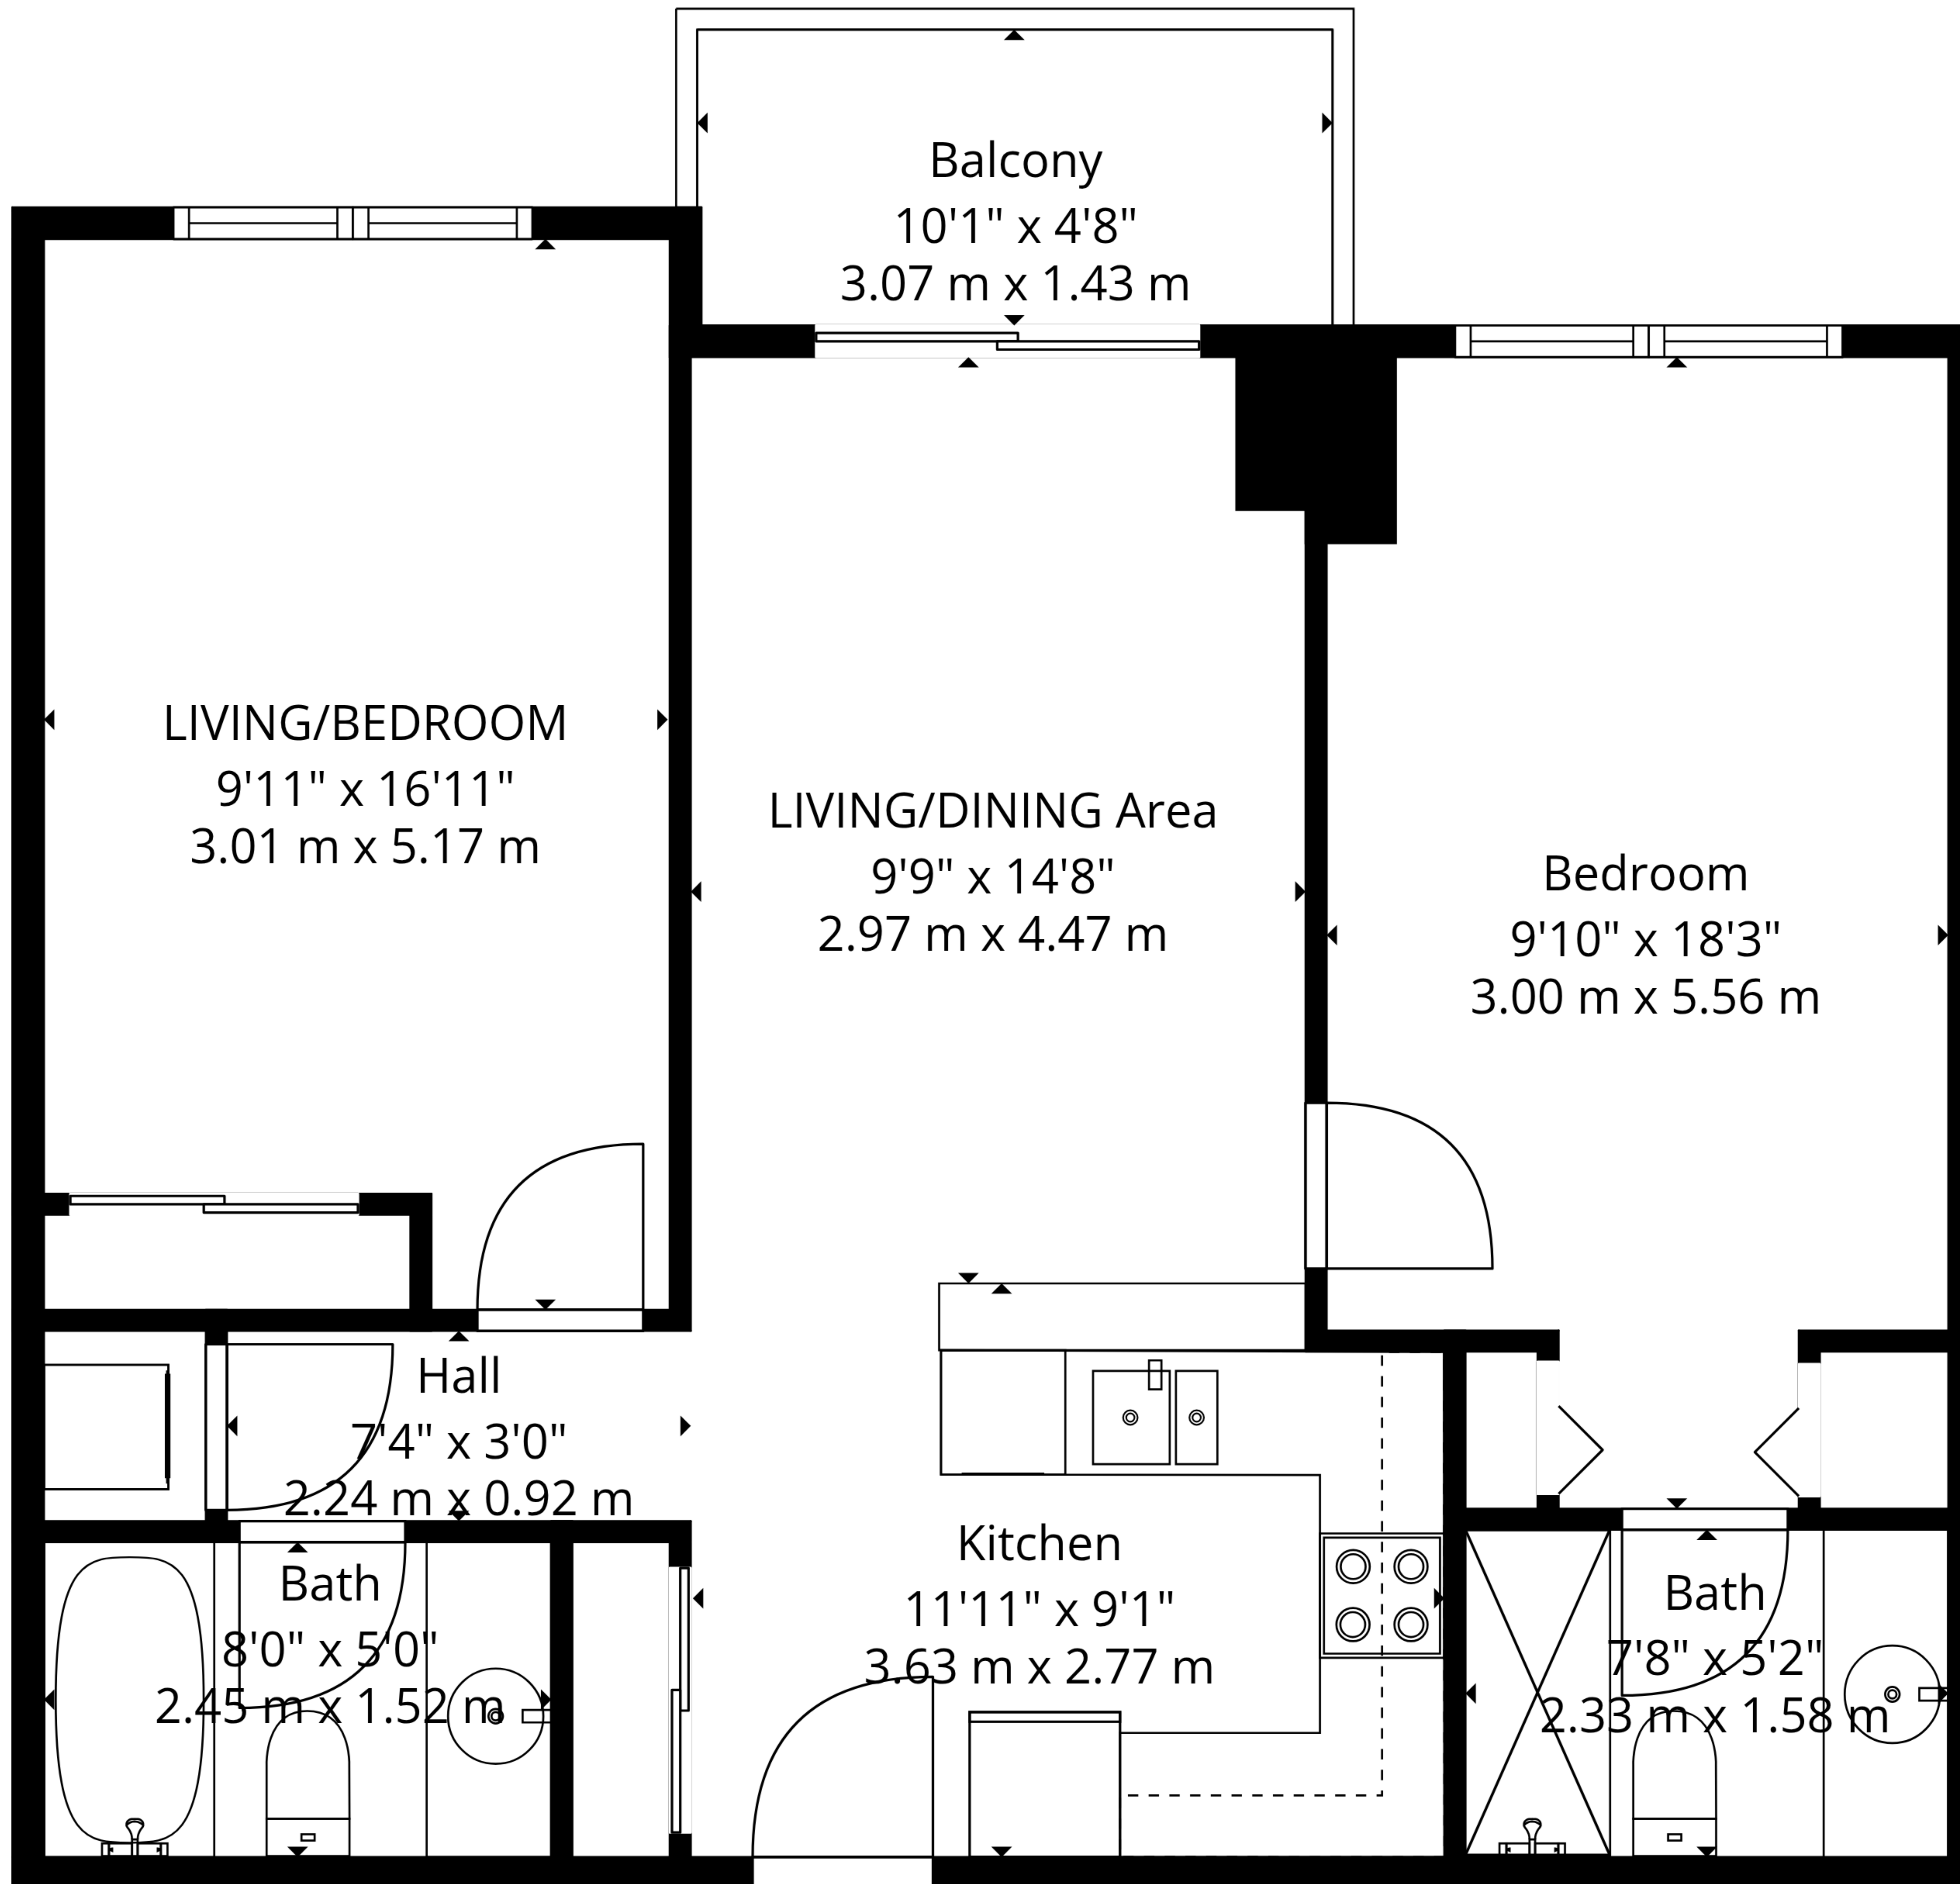 Balcony
10'1" x 4'8"
3.07 m x 1.43 m
LIVING/BEDROOM
9'11" x 16'11"
3.01 m x 5.17 m
LIVING/DINING Area
9'9" x 14'8"
2.97 m x 4.47 m
Bedroom
9'10" x 18'3"
3.00 m x 5.56 m
Hall
7'4" x 3'0"
2.24 m x 0.92 m
Kitchen
11'11" x 9'1"
3.63 m x 2.77 m
Bath
8'0" x 5'0"
2.45 m x 1.52 m
Bath
7'8" x 5'2"
2.33 m x 1.58 m